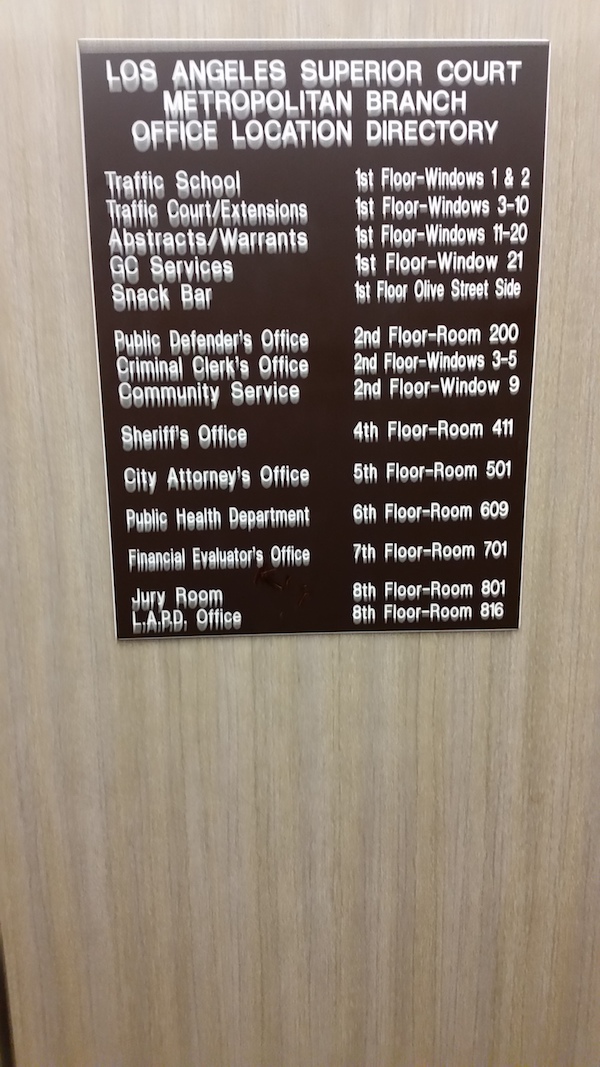 LOS ANGELES SUPERIOR COURT
METROPOLITAN BRANCH
OFFICE LOCATION DIRECTORY
Traffic School 1st Floor-Windows 1 & 2
Traffic Court/Extensions 1st Floor-Windows 3-10
Abstracts/Warrants 1st Floor-Windows 11-20
GC Services 1st Floor-Window 21
Snack Bar 1st Floor Olive Street Side
Public Defender's Office 2nd Floor-Room 200
Criminal Clerk's Office 2nd Floor-Windows 3-5
Community Service 2nd Floor-Window 9
Sheriff's Office 4th Floor-Room 411
City Attorney's Office 5th Floor-Room 501
Public Health Department 6th Floor-Room 609
Financial Evaluator's Office 7th Floor-Room 701
Jury Room 8th Floor-Room 801
L.A.P.D. Office 8th Floor-Room 816